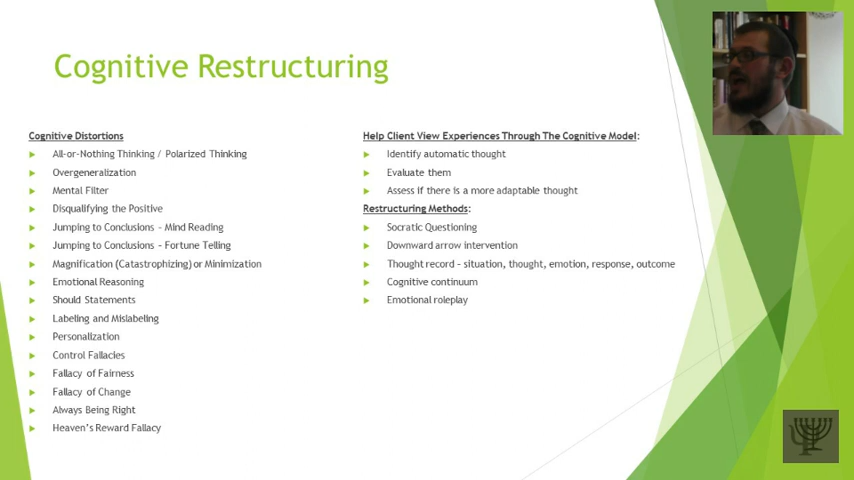 Cognitive Restructuring
Cognitive Distortions
All-or-Nothing Thinking / Polarized Thinking
Overgeneralization
Mental Filter
Disqualifying the Positive
Jumping to Conclusions – Mind Reading
Jumping to Conclusions – Fortune Telling
Magnification (Catastrophizing) or Minimization
Emotional Reasoning
Should Statements
Labeling and Mislabeling
Personalization
Control Fallacies
Fallacy of Fairness
Fallacy of Change
Always Being Right
Heaven's Reward Fallacy
Help Client View Experiences Through The Cognitive Model:
Identify automatic thought
Evaluate them
Assess if there is a more adaptable thought
Restructuring Methods:
Socratic Questioning
Downward arrow intervention
Thought record – situation, thought, emotion, response, outcome
Cognitive continuum
Emotional roleplay